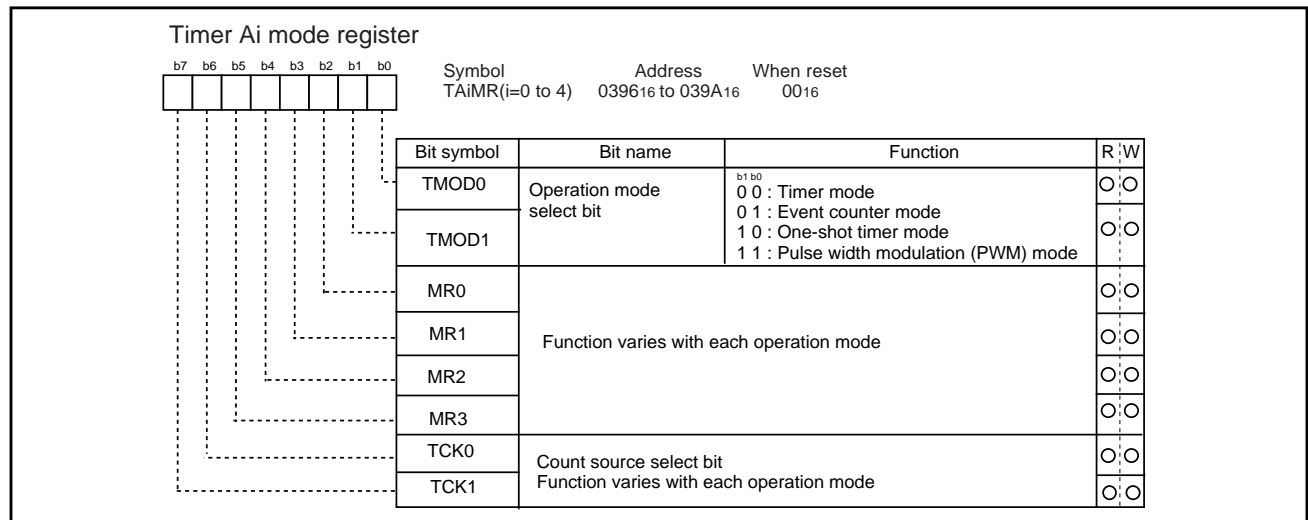 Timer Ai mode register
b7 b6 b5 b4 b3 b2 b1 b0
Symbol Address When reset
TAiMR(i=0 to 4) 039616 to 039A16 0016
Bit symbol Bit name Function R W
TMOD0
TMOD1
Operation mode
select bit
b1 b0
0 0 : Timer mode
0 1 : Event counter mode
1 0 : One-shot timer mode
1 1 : Pulse width modulation (PWM) mode
MR0
MR1
MR2
MR3
Function varies with each operation mode
TCK0
TCK1
Count source select bit
Function varies with each operation mode